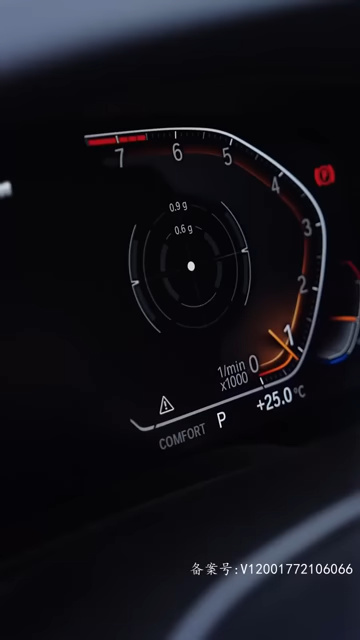 7
6
5
4
3
2
1
0
0.9 g
0.6 g
1/min
x1000
+25.0 °C
P
COMFORT
备案号:V12001772106066